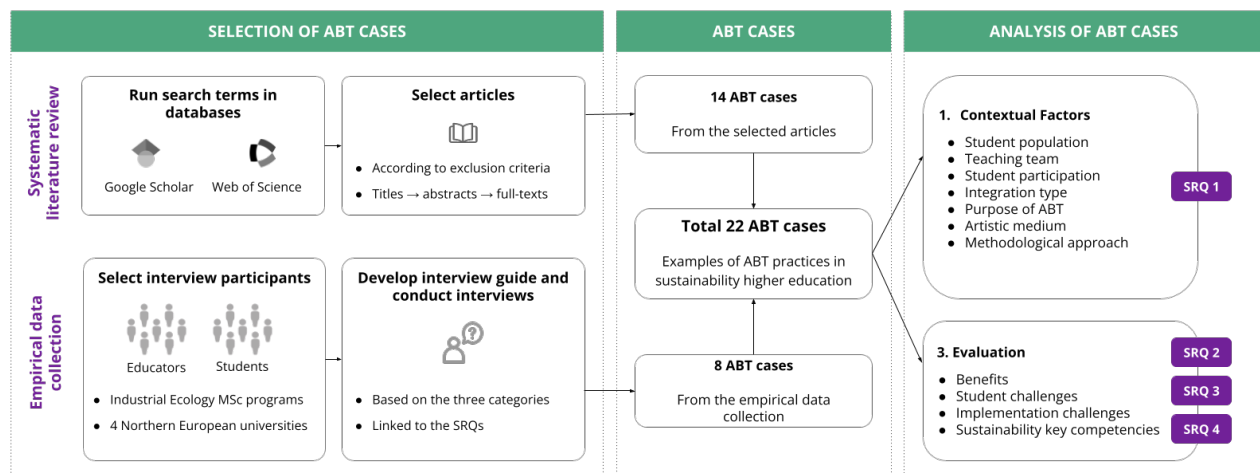 SELECTION OF ABT CASES
ABT CASES
ANALYSIS OF ABT CASES
Systematic
literature review
Run search terms in
databases
Google Scholar
Web of Science
Select articles
● According to exclusion criteria
● Titles → abstracts → full-texts
14 ABT cases
From the selected articles
Total 22 ABT cases
Examples of ABT practices in
sustainability higher education
1. Contextual Factors
● Student population
● Teaching team
● Student participation
● Integration type
● Purpose of ABT
● Artistic medium
● Methodological approach
SRQ 1
Empirical data
collection
Select interview participants
Educators
Students
● Industrial Ecology MSc programs
● 4 Northern European universities
Develop interview guide and
conduct interviews
?
● Based on the three categories
● Linked to the SRQs
8 ABT cases
From the empirical data
collection
3. Evaluation
● Benefits
● Student challenges
● Implementation challenges
● Sustainability key competencies
SRQ 2
SRQ 3
SRQ 4